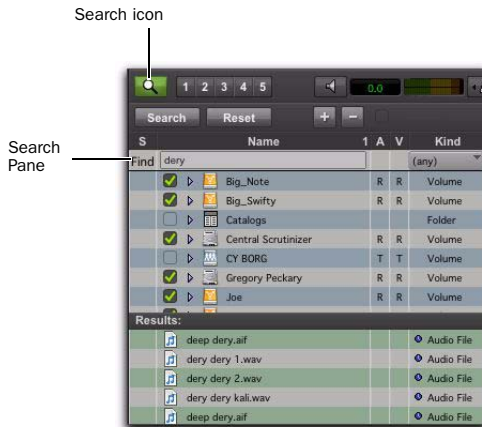 Search icon
1 2 3 4 5 0.0
Search Reset + −
Search
Pane
S Name 1 A V Kind
Find dery (any)
Big_Note R R Volume
Big_Swifty R R Volume
Catalogs Folder
Central Scrutinizer R R Volume
CY BORG T T Volume
Gregory Peckary R R Volume
Joe R R Volume
Results:
deep dery.aif Audio File
dery dery 1.wav Audio File
dery dery 2.wav Audio File
dery dery kali.wav Audio File
deep dery.aif Audio File